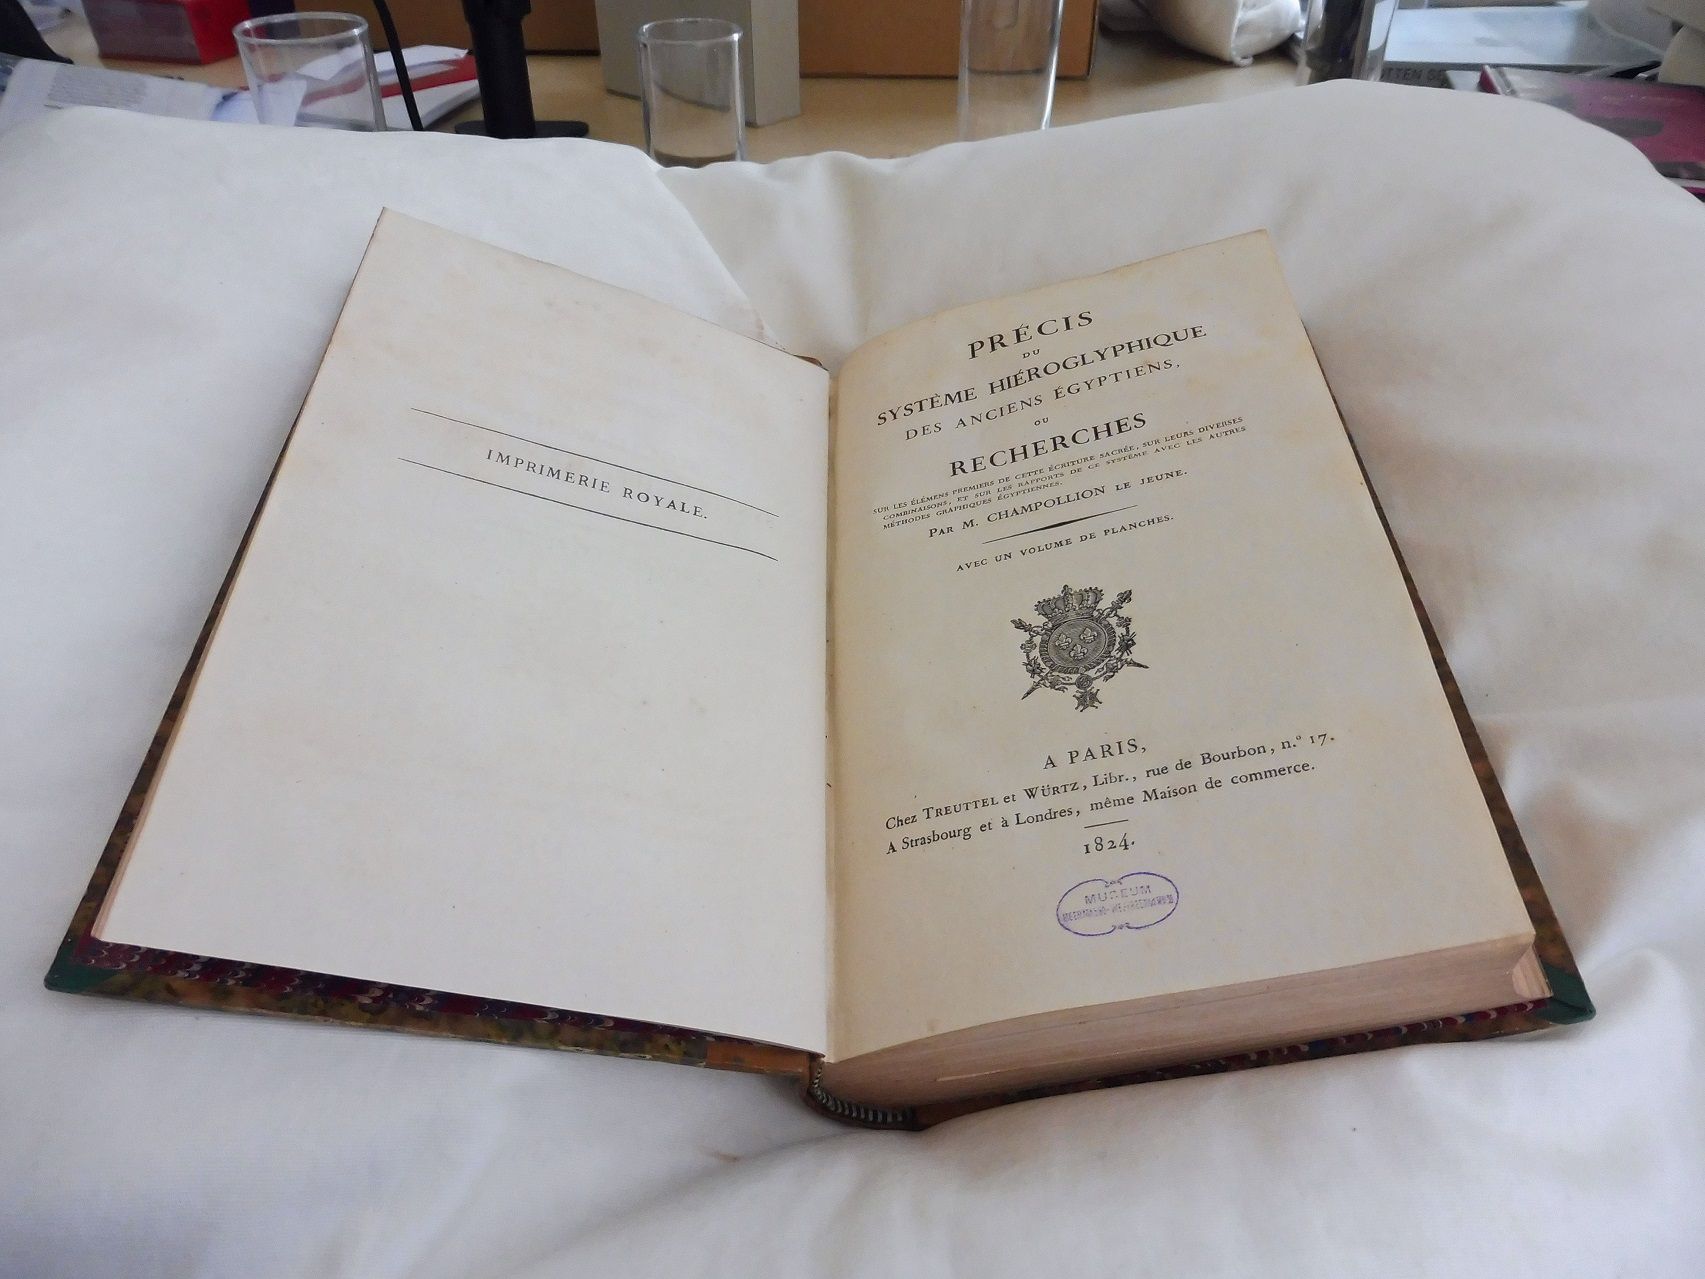 IMPRIMERIE ROYALE.
PRÉCIS
DU
SYSTÈME HIÉROGLYPHIQUE
DES ANCIENS ÉGYPTIENS,
OU
RECHERCHES
SUR LES ÉLÉMENS PREMIERS DE CETTE ÉCRITURE SACRÉE, SUR LEURS DIVERSES
COMBINAISONS, ET SUR LES RAPPORTS DE CE SYSTÈME AVEC LES AUTRES
MÉTHODES GRAPHIQUES ÉGYPTIENNES.
PAR M. CHAMPOLLION LE JEUNE.
AVEC UN VOLUME DE PLANCHES.
A PARIS,
Chez TREUTTEL et WÜRTZ, Libr., rue de Bourbon, n.º 17.
A Strasbourg et à Londres, même Maison de commerce.
1824.
MUSEUM